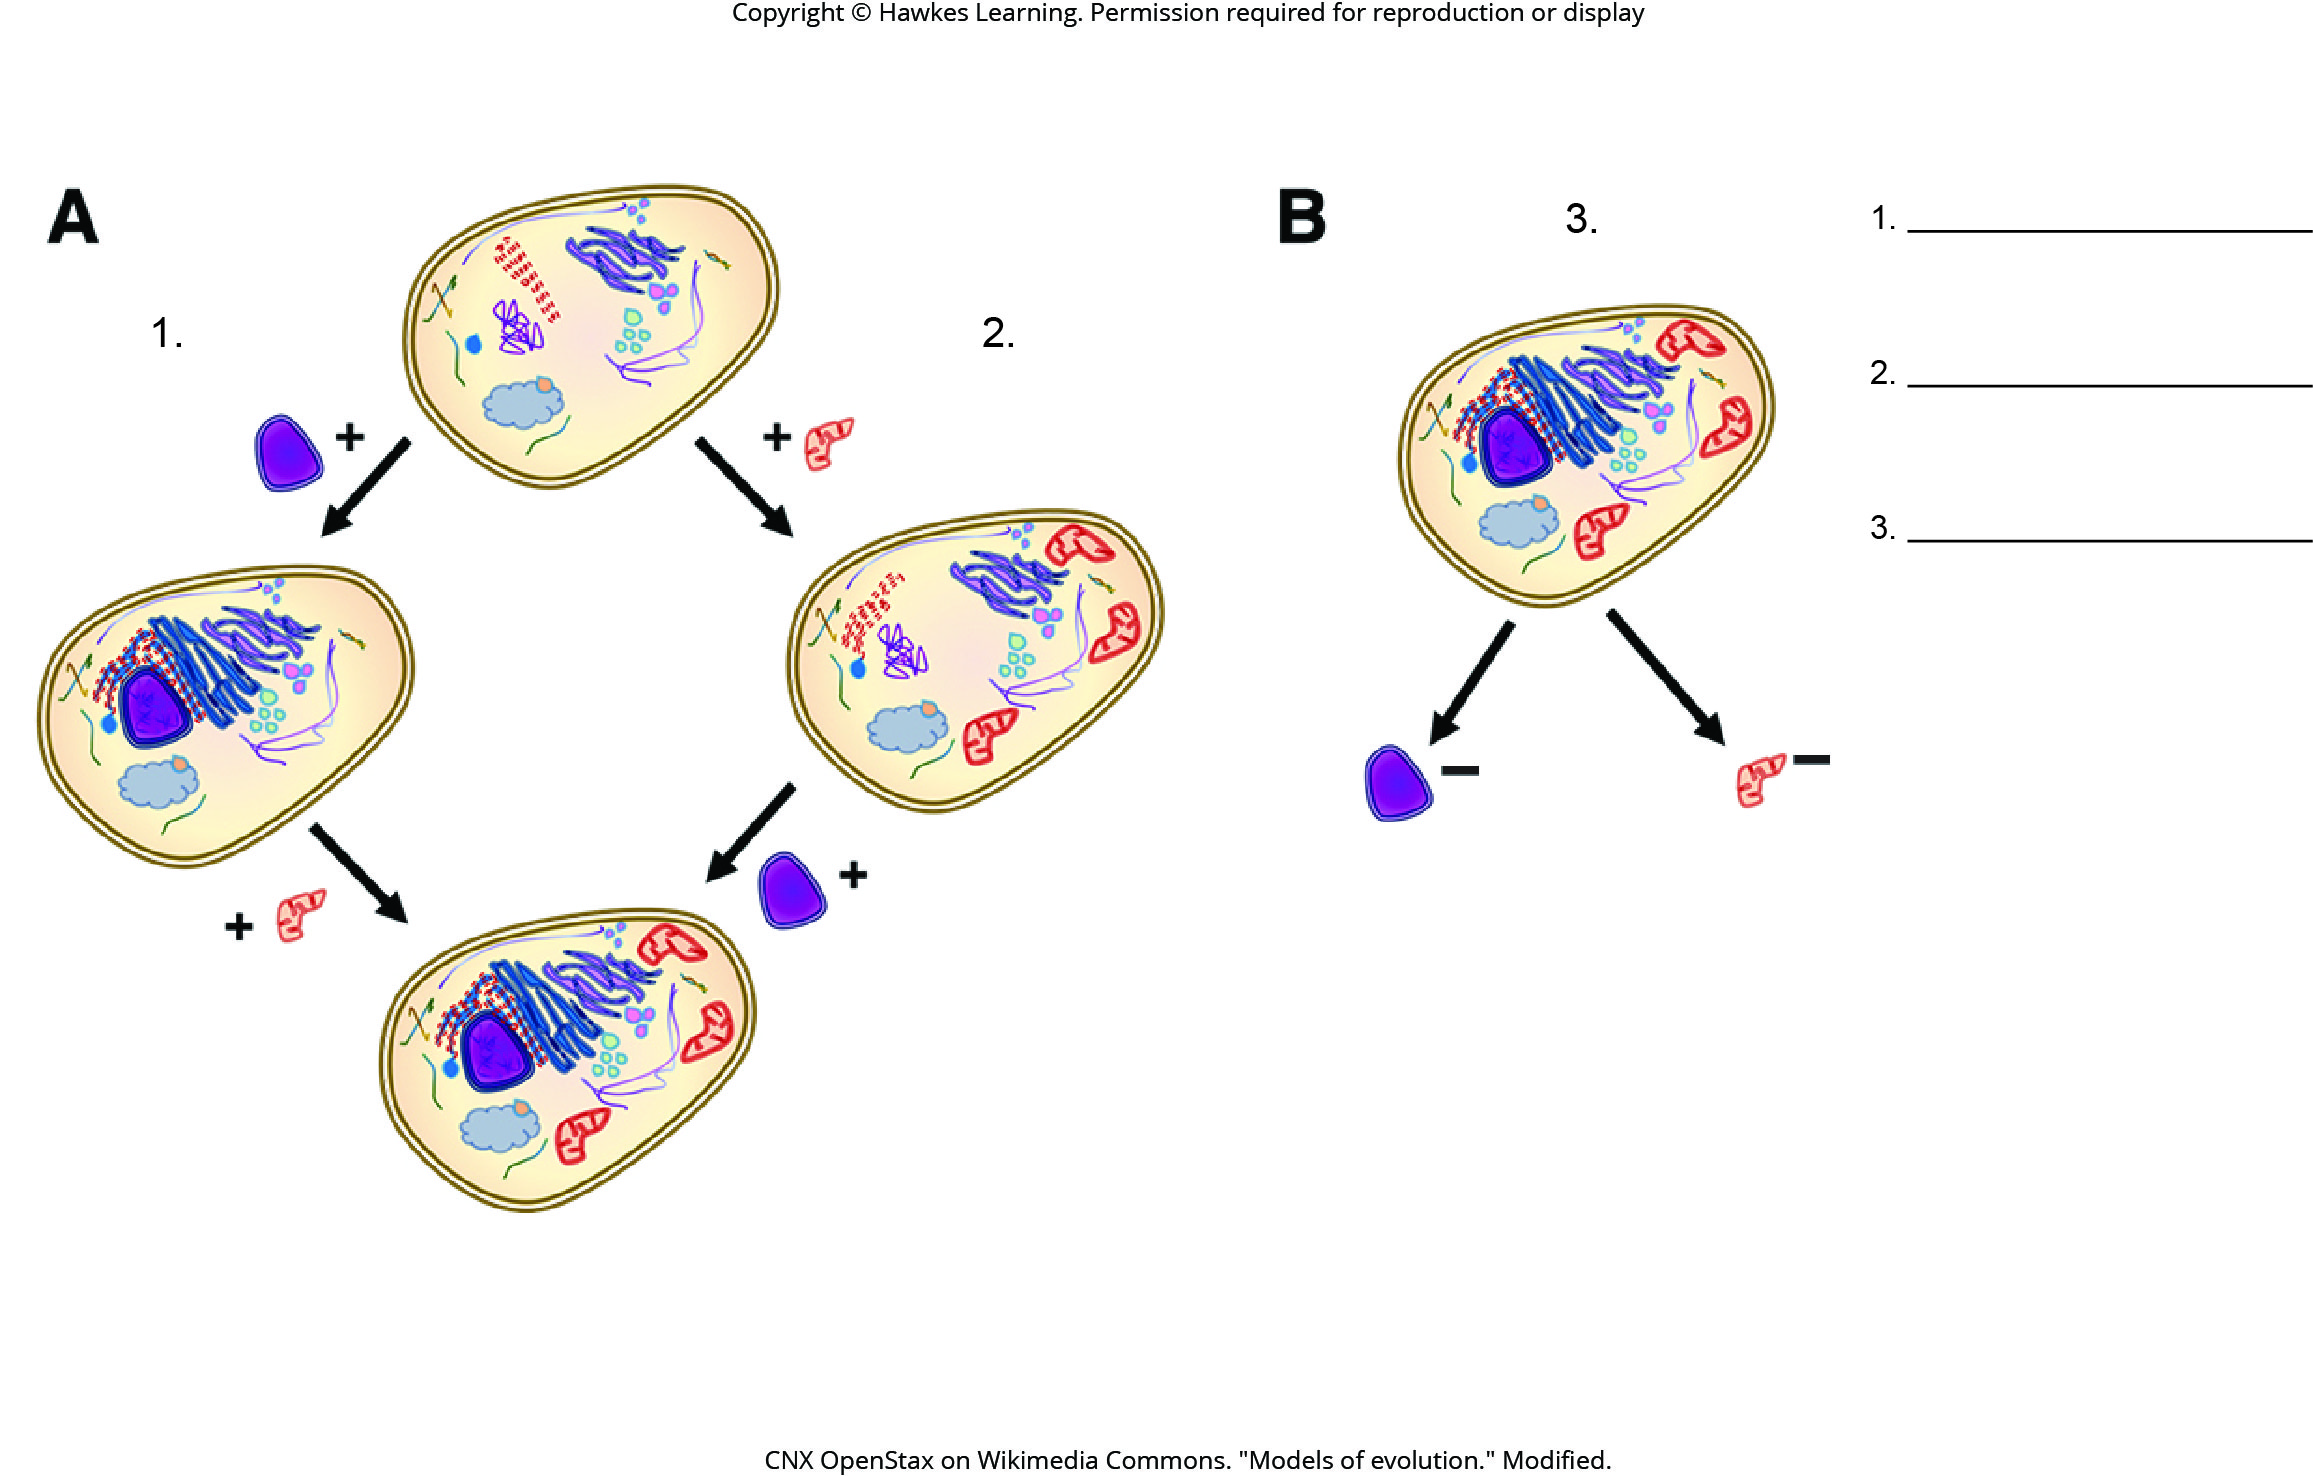 Copyright © Hawkes Learning. Permission required for reproduction or display
A
B
3.
1. 
2. 
3. 
1.
2.
CNX OpenStax on Wikimedia Commons. "Models of evolution." Modified.